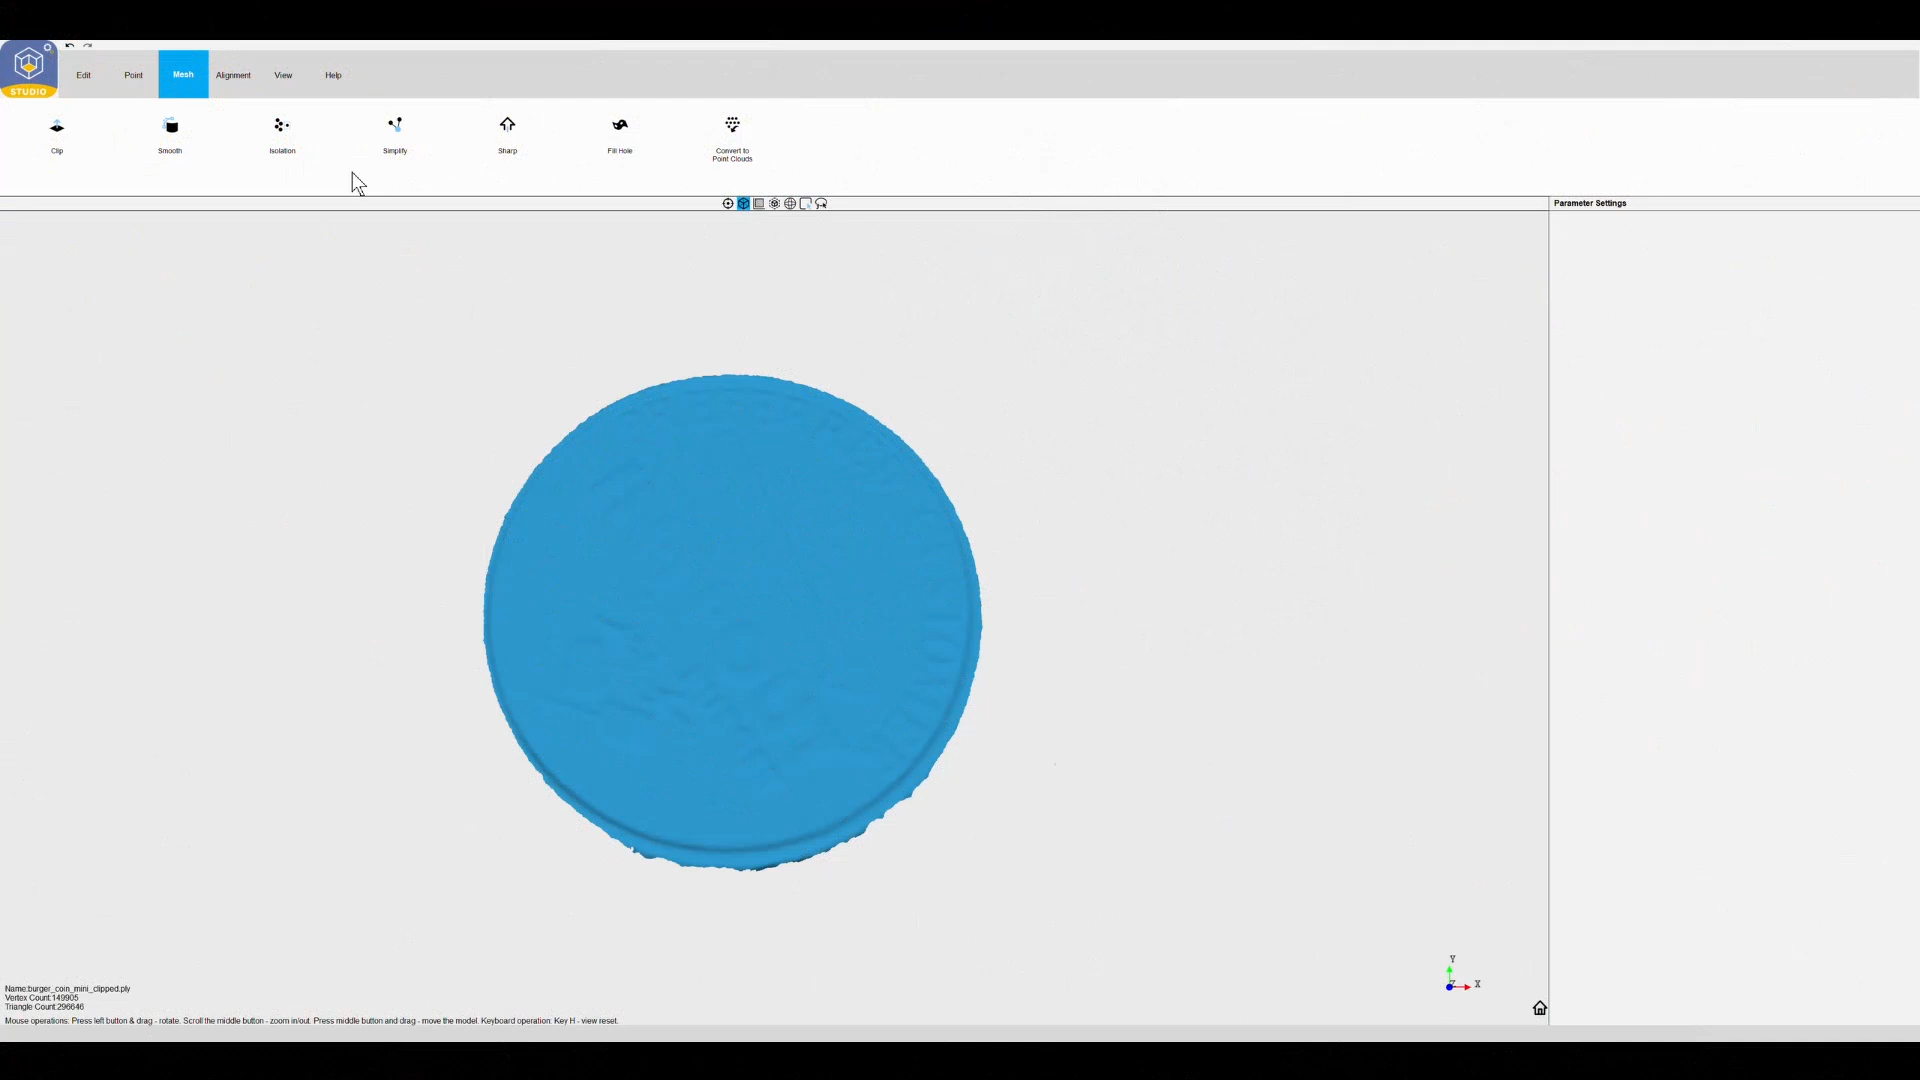 STUDIO
Edit Point Mesh Alignment View Help
Clip Smooth Isolation Simplify Sharp Fill Hole Convert to
Point Clouds
Parameter Settings
Y
Z X
Name:burger_coin_mini_clipped.ply
Vertex Count:149905
Triangle Count:296646
Mouse operations: Press left button & drag - rotate. Scroll the middle button - zoom in/out. Press middle button and drag - move the model. Keyboard operation: Key H - view reset.